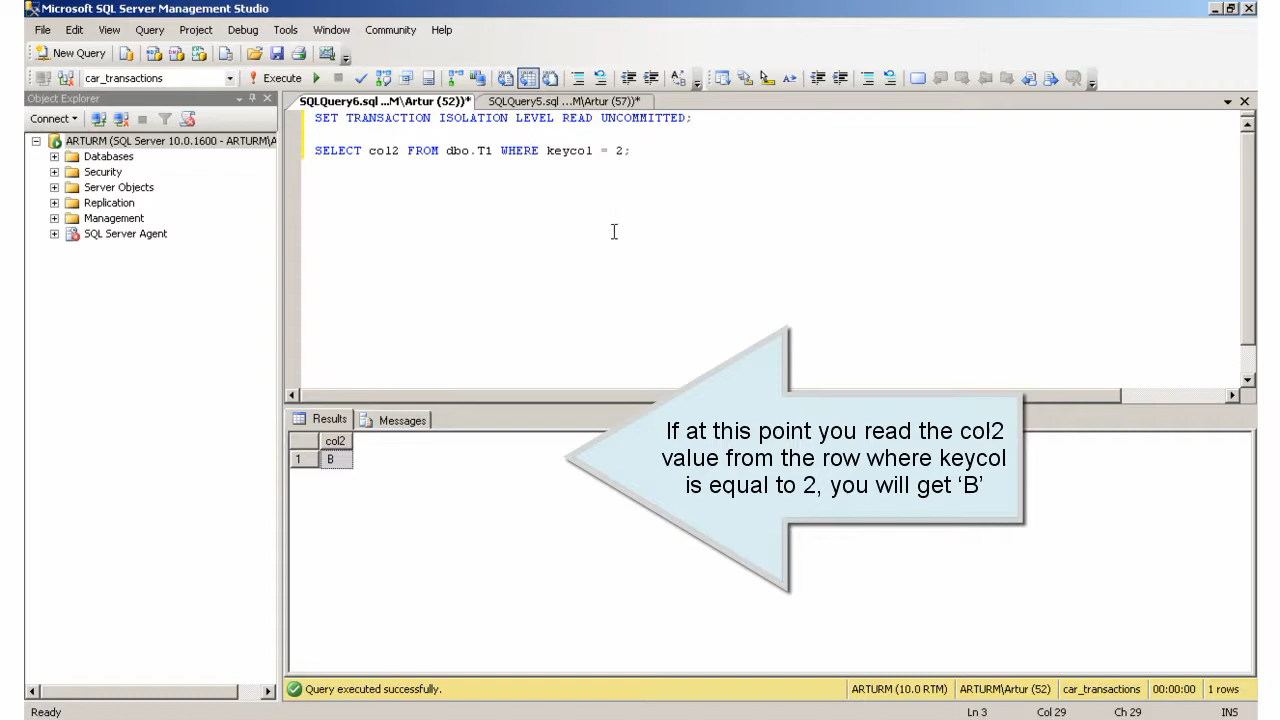 Microsoft SQL Server Management Studio
File Edit View Query Project Debug Tools Window Community Help
New Query
car_transactions Execute
Object Explorer
SQLQuery6.sql ...M\Artur (52))* SQLQuery5.sql ...M\Artur (57))*
Connect
SET TRANSACTION ISOLATION LEVEL READ UNCOMMITTED;
SELECT col2 FROM dbo.T1 WHERE keycol = 2;
ARTURM (SQL Server 10.0.1600 - ARTURM\A
Databases
Security
Server Objects
Replication
Management
SQL Server Agent
Results Messages
col2
1 B
If at this point you read the col2
value from the row where keycol
is equal to 2, you will get ‘B’
Query executed successfully. ARTURM (10.0 RTM) ARTURM\Artur (52) car_transactions 00:00:00 1 rows
Ready Ln 3 Col 29 Ch 29 INS